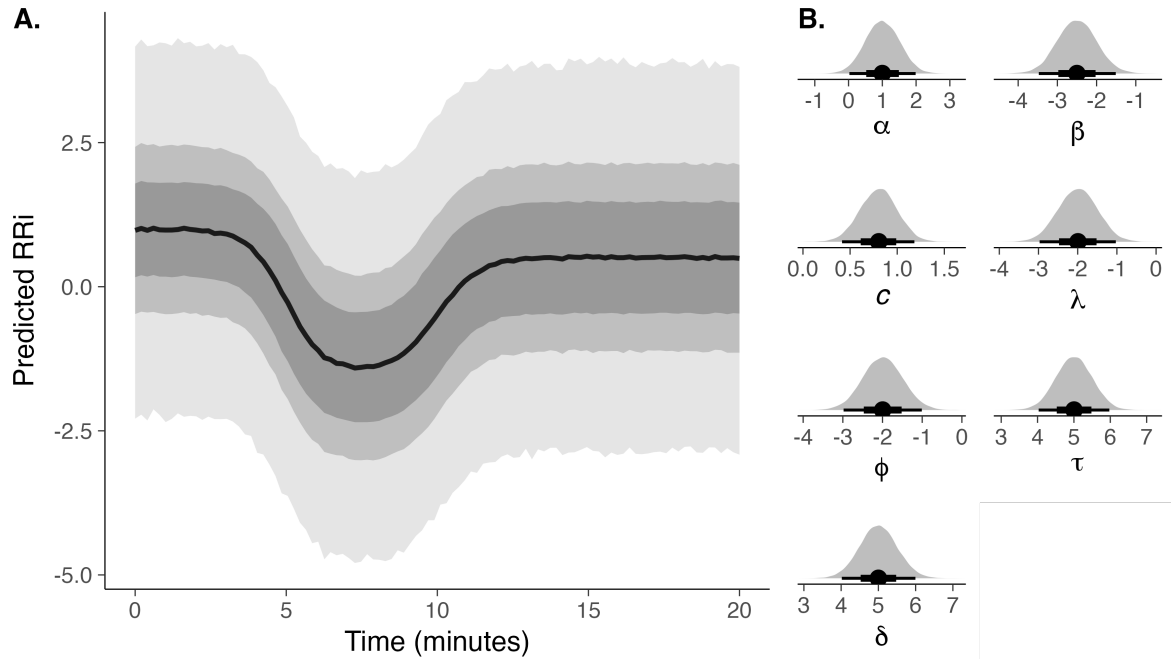 A.
Predicted RRi
2.5
0.0
-2.5
-5.0
0 5 10 15 20
Time (minutes)
B.
-1 0 1 2 3
α
-4 -3 -2 -1
β
0.0 0.5 1.0 1.5
c
-4 -3 -2 -1 0
λ
-4 -3 -2 -1 0
ϕ
3 4 5 6 7
τ
3 4 5 6 7
δ